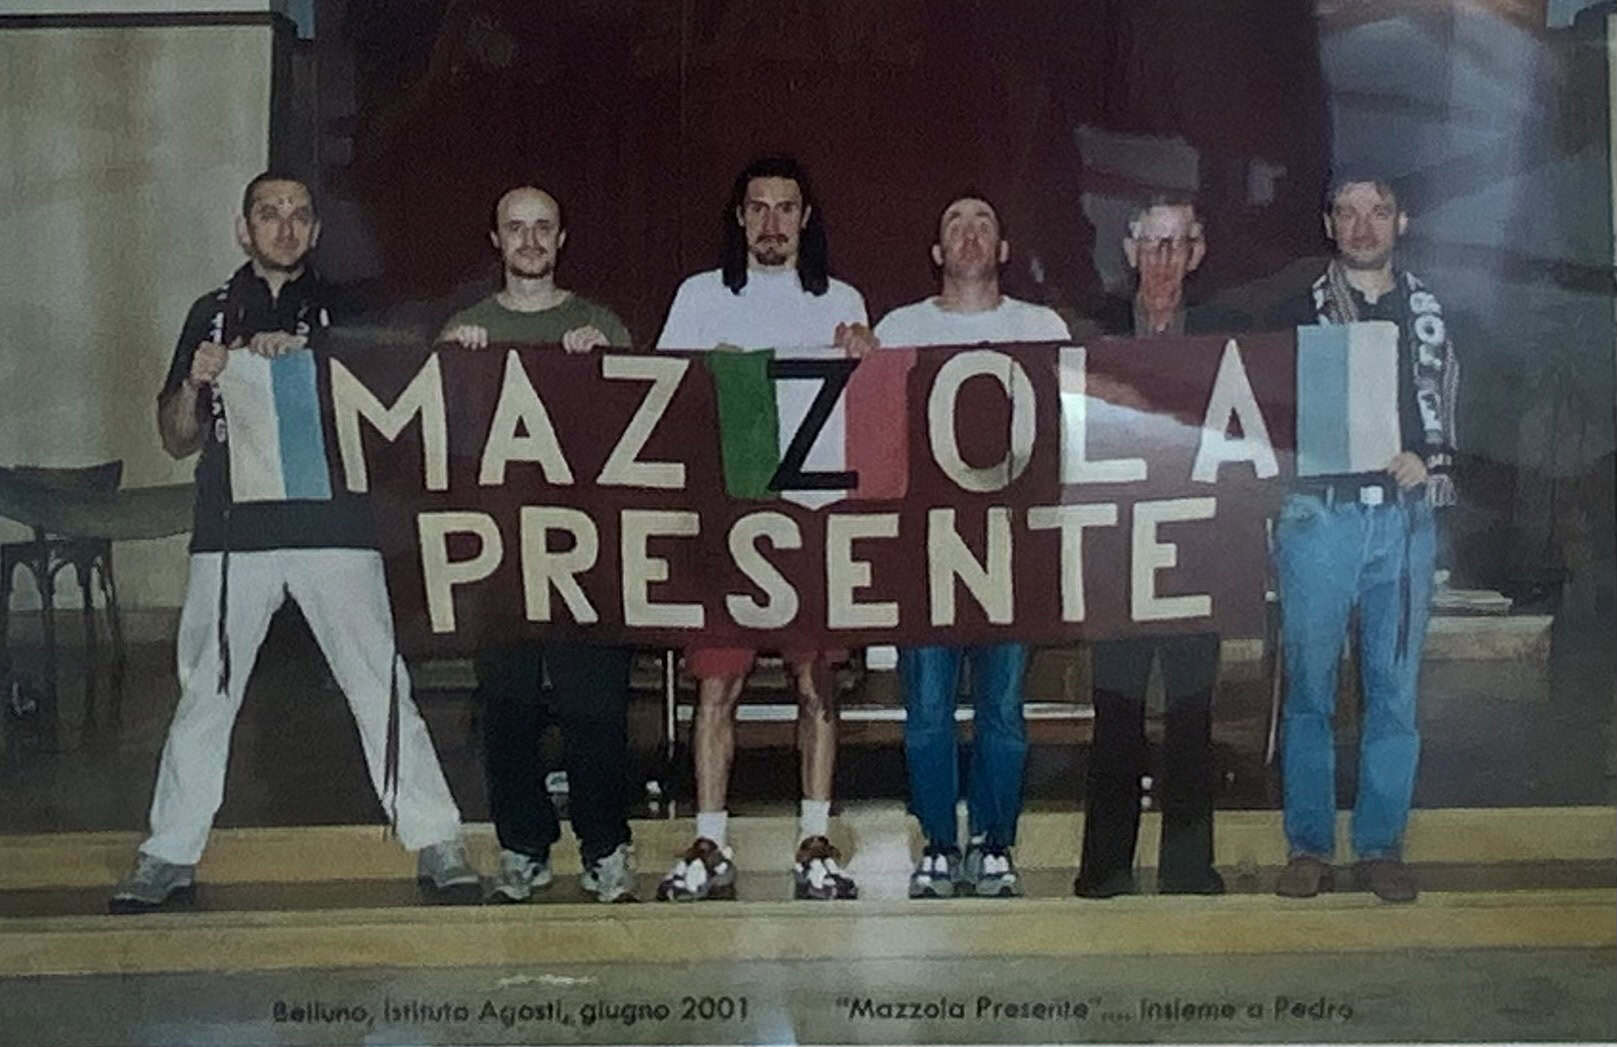 MAZZOLA
PRESENTE
Belluno, Istituto Agosti, giugno 2001 "Mazzola Presente".... insieme a Pedro